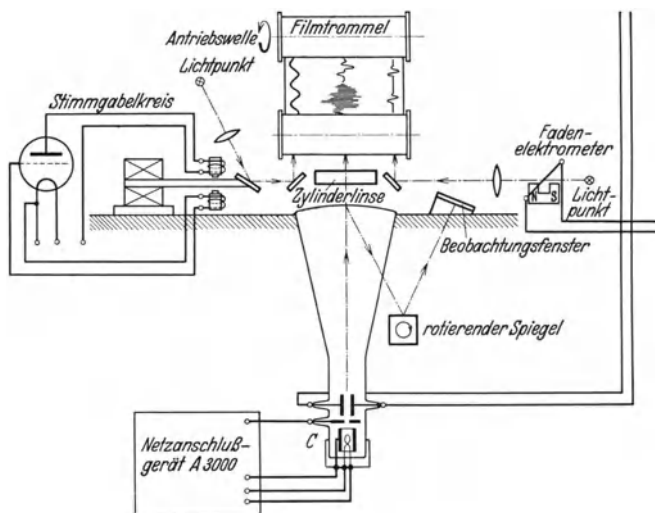 Filmtrommel
Antriebswelle
Lichtpunkt
Stimmgabelkreis
Faden-
elektrometer
N S
Licht-
punkt
Zylinderlinse
Beobachtungsfenster
rotierender Spiegel
C
Netzanschluß-
gerät A 3000